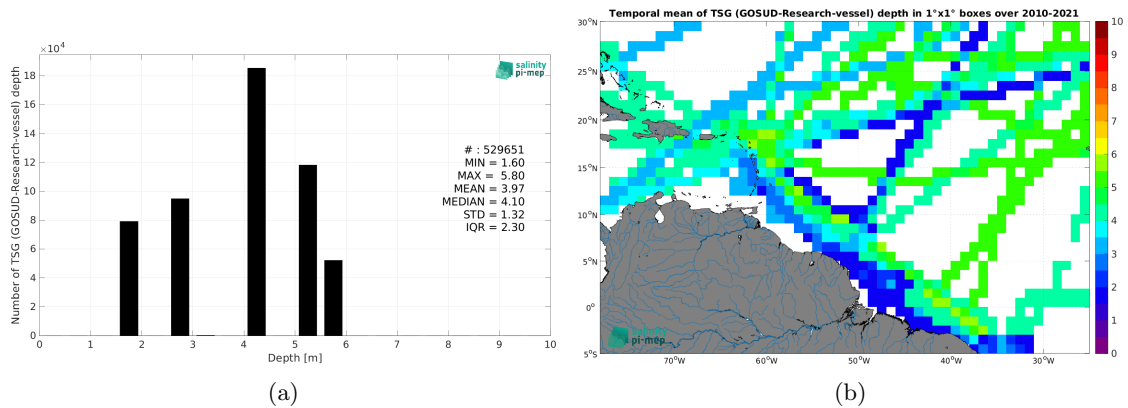 ×10⁴
18
16
14
12
10
8
6
4
2
0
Number of TSG (GOSUD-Research-vessel) depth
0 1 2 3 4 5 6 7 8 9 10
Depth [m]
salinity
pi-mep
# : 529651
MIN = 1.60
MAX = 5.80
MEAN = 3.97
MEDIAN = 4.10
STD = 1.32
IQR = 2.30
(a)
Temporal mean of TSG (GOSUD-Research-vessel) depth in 1°x1° boxes over 2010-2021
30°N
25°N
20°N
15°N
10°N
5°N
0°
5°S
70°W 60°W 50°W 40°W 30°W
salinity
pi-mep
10
9
8
7
6
5
4
3
2
1
0
(b)